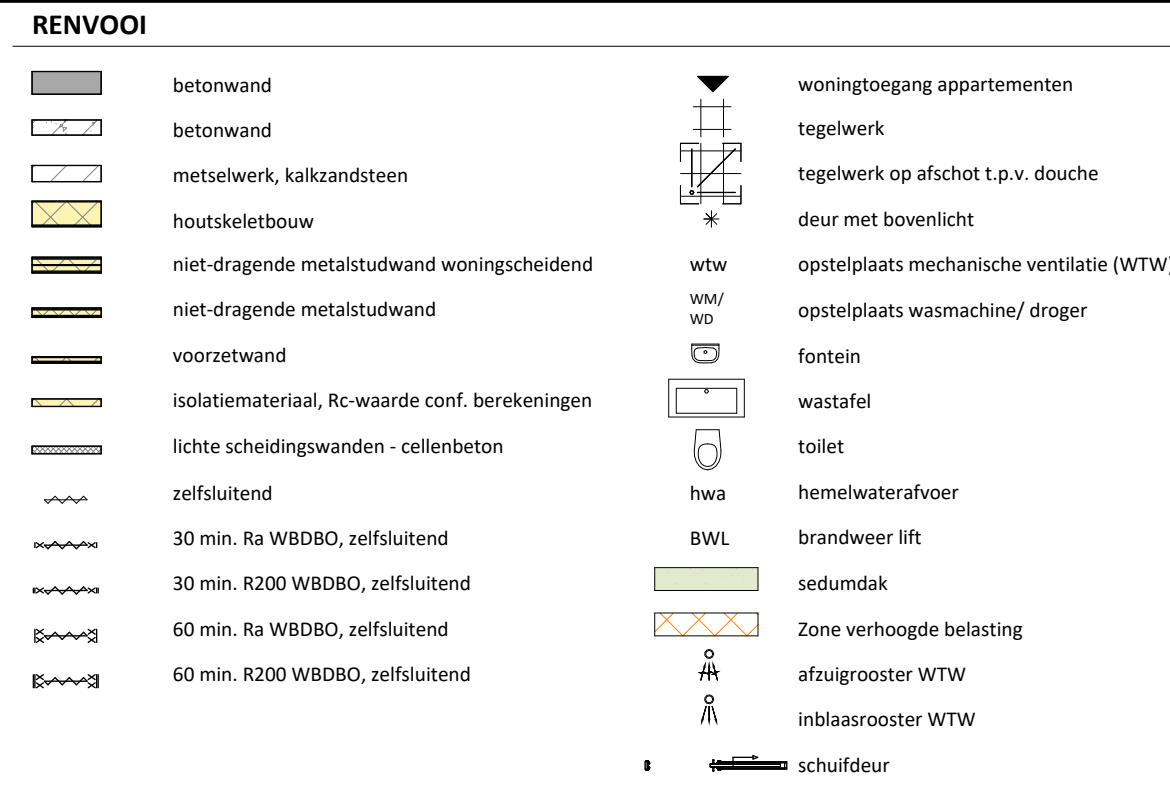 RENVOOI
betonwand
betonwand
metselwerk, kalkzandsteen
houtskeletbouw
niet-dragende metalstudwand woningscheidend
niet-dragende metalstudwand
voorzetwand
isolatiemateriaal, Rc-waarde conf. berekeningen
lichte scheidingswanden - cellenbeton
zelfsluitend
30 min. Ra WBDBO, zelfsluitend
30 min. R200 WBDBO, zelfsluitend
60 min. Ra WBDBO, zelfsluitend
60 min. R200 WBDBO, zelfsluitend
woningtoegang appartementen
tegelwerk
tegelwerk op afschot t.p.v. douche
deur met bovenlicht
wtw opstelplaats mechanische ventilatie (WTW)
WM/
WD opstelplaats wasmachine/ droger
fontein
wastafel
toilet
hwa hemelwaterafvoer
BWL brandweer lift
sedumdak
Zone verhoogde belasting
afzuigrooster WTW
inblaasrooster WTW
schuifdeur